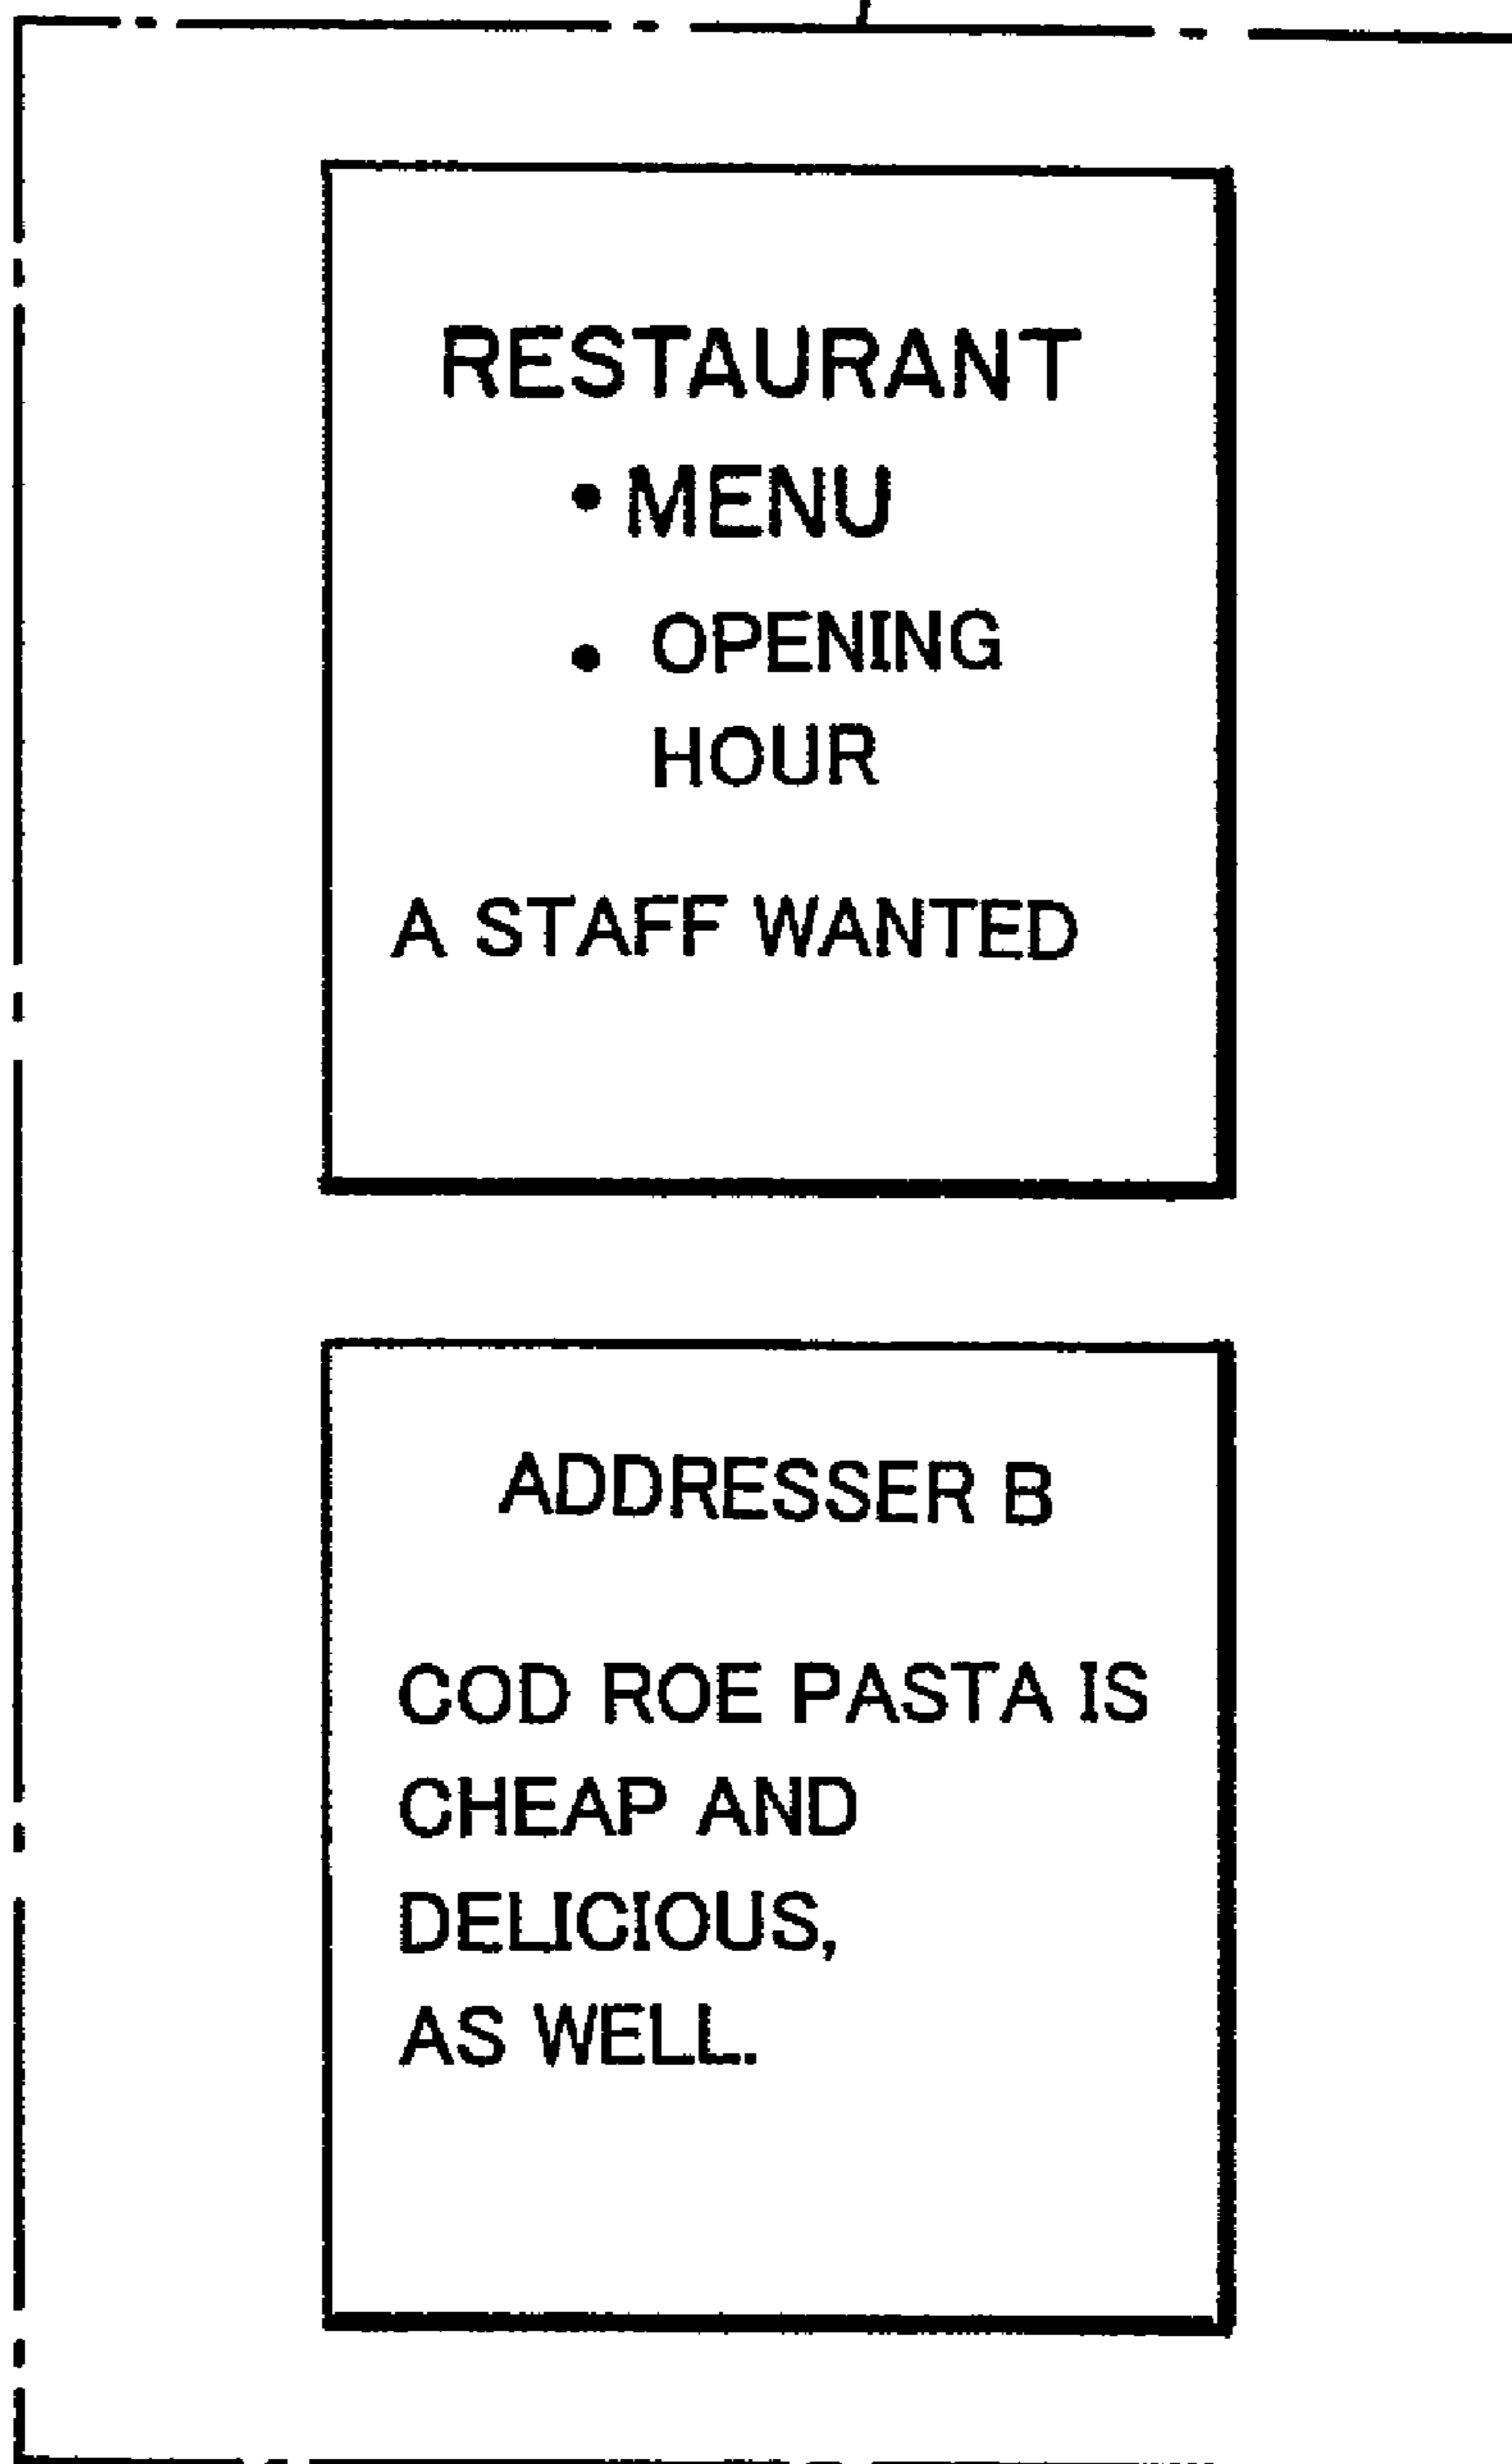 RESTAURANT
• MENU
• OPENING
HOUR
A STAFF WANTED
ADDRESSER B
COD ROE PASTA IS
CHEAP AND
DELICIOUS,
AS WELL.